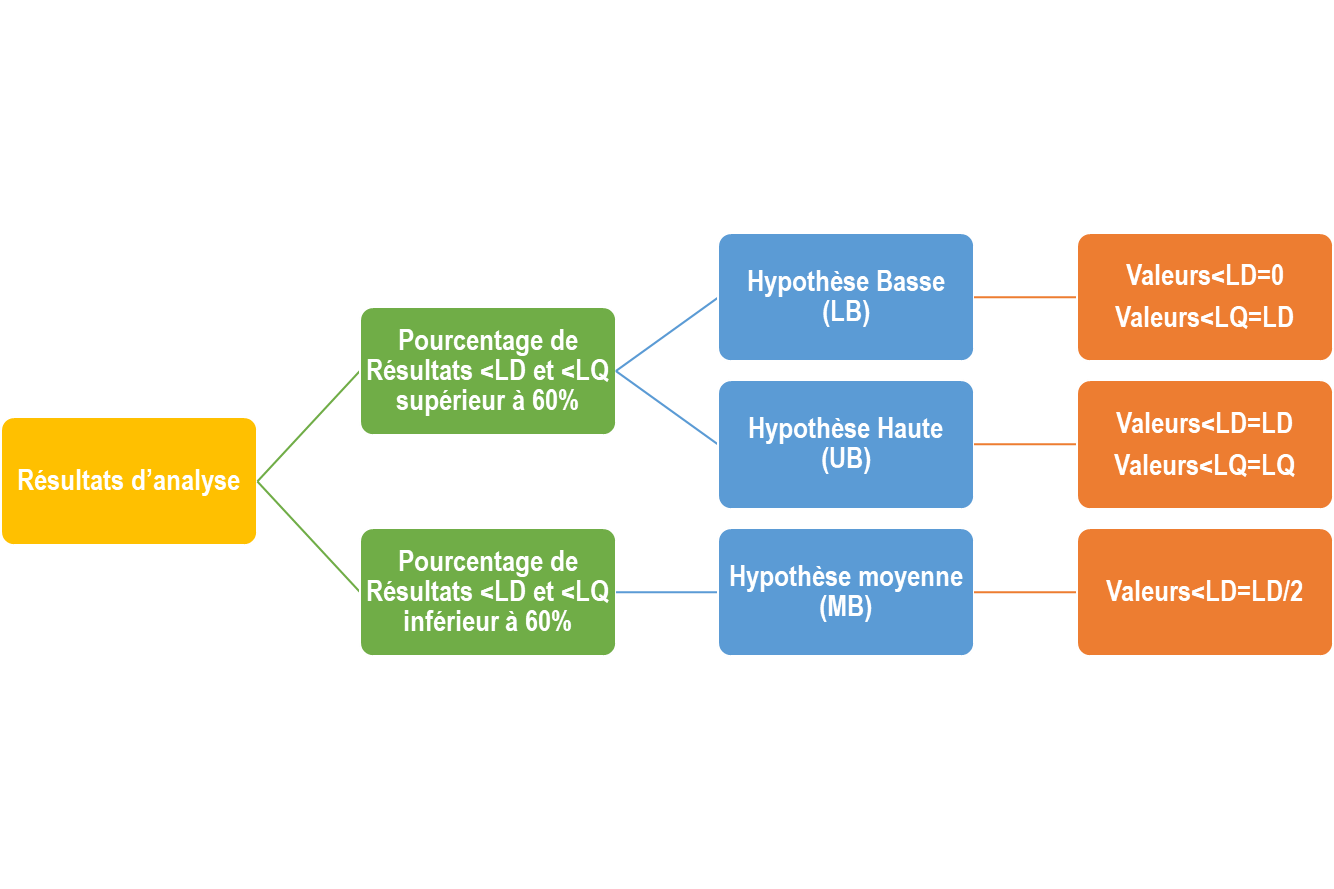 Résultats d’analyse
Pourcentage de
Résultats <LD et <LQ
supérieur à 60%
Hypothèse Basse
(LB)
Valeurs<LD=0
Valeurs<LQ=LD
Hypothèse Haute
(UB)
Valeurs<LD=LD
Valeurs<LQ=LQ
Pourcentage de
Résultats <LD et <LQ
inférieur à 60%
Hypothèse moyenne
(MB)
Valeurs<LD=LD/2